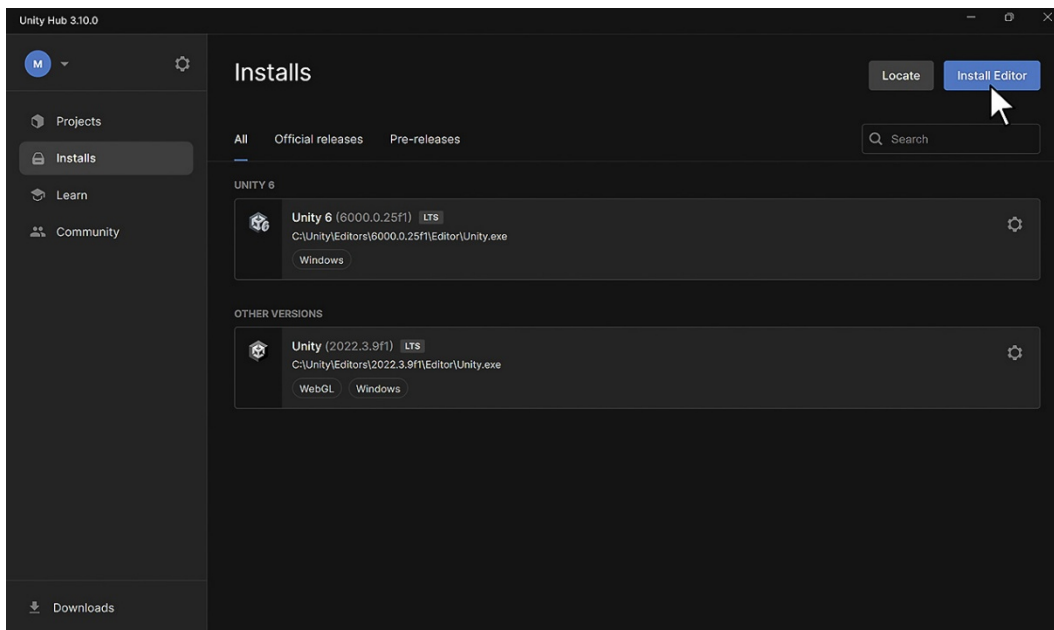 Unity Hub 3.10.0
M
Projects
Installs
Learn
Community
Downloads
Installs
Locate
Install Editor
All Official releases Pre-releases
Search
UNITY 6
Unity 6 (6000.0.25f1) LTS
C:\Unity\Editors\6000.0.25f1\Editor\Unity.exe
Windows
OTHER VERSIONS
Unity (2022.3.9f1) LTS
C:\Unity\Editors\2022.3.9f1\Editor\Unity.exe
WebGL Windows